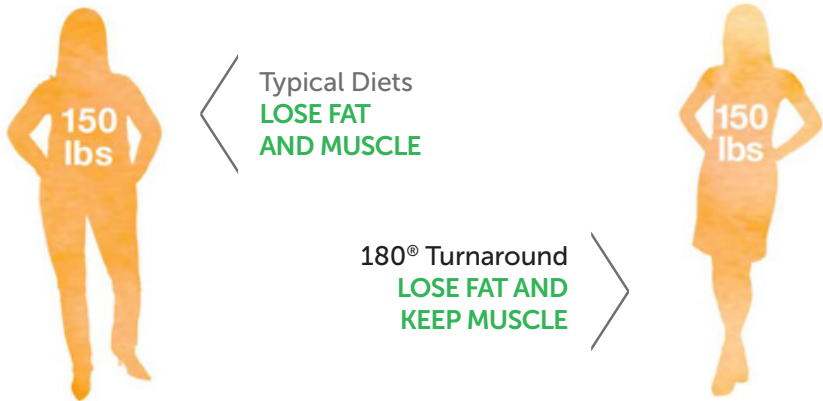 150
lbs
Typical Diets
LOSE FAT
AND MUSCLE
150
lbs
180® Turnaround
LOSE FAT AND
KEEP MUSCLE